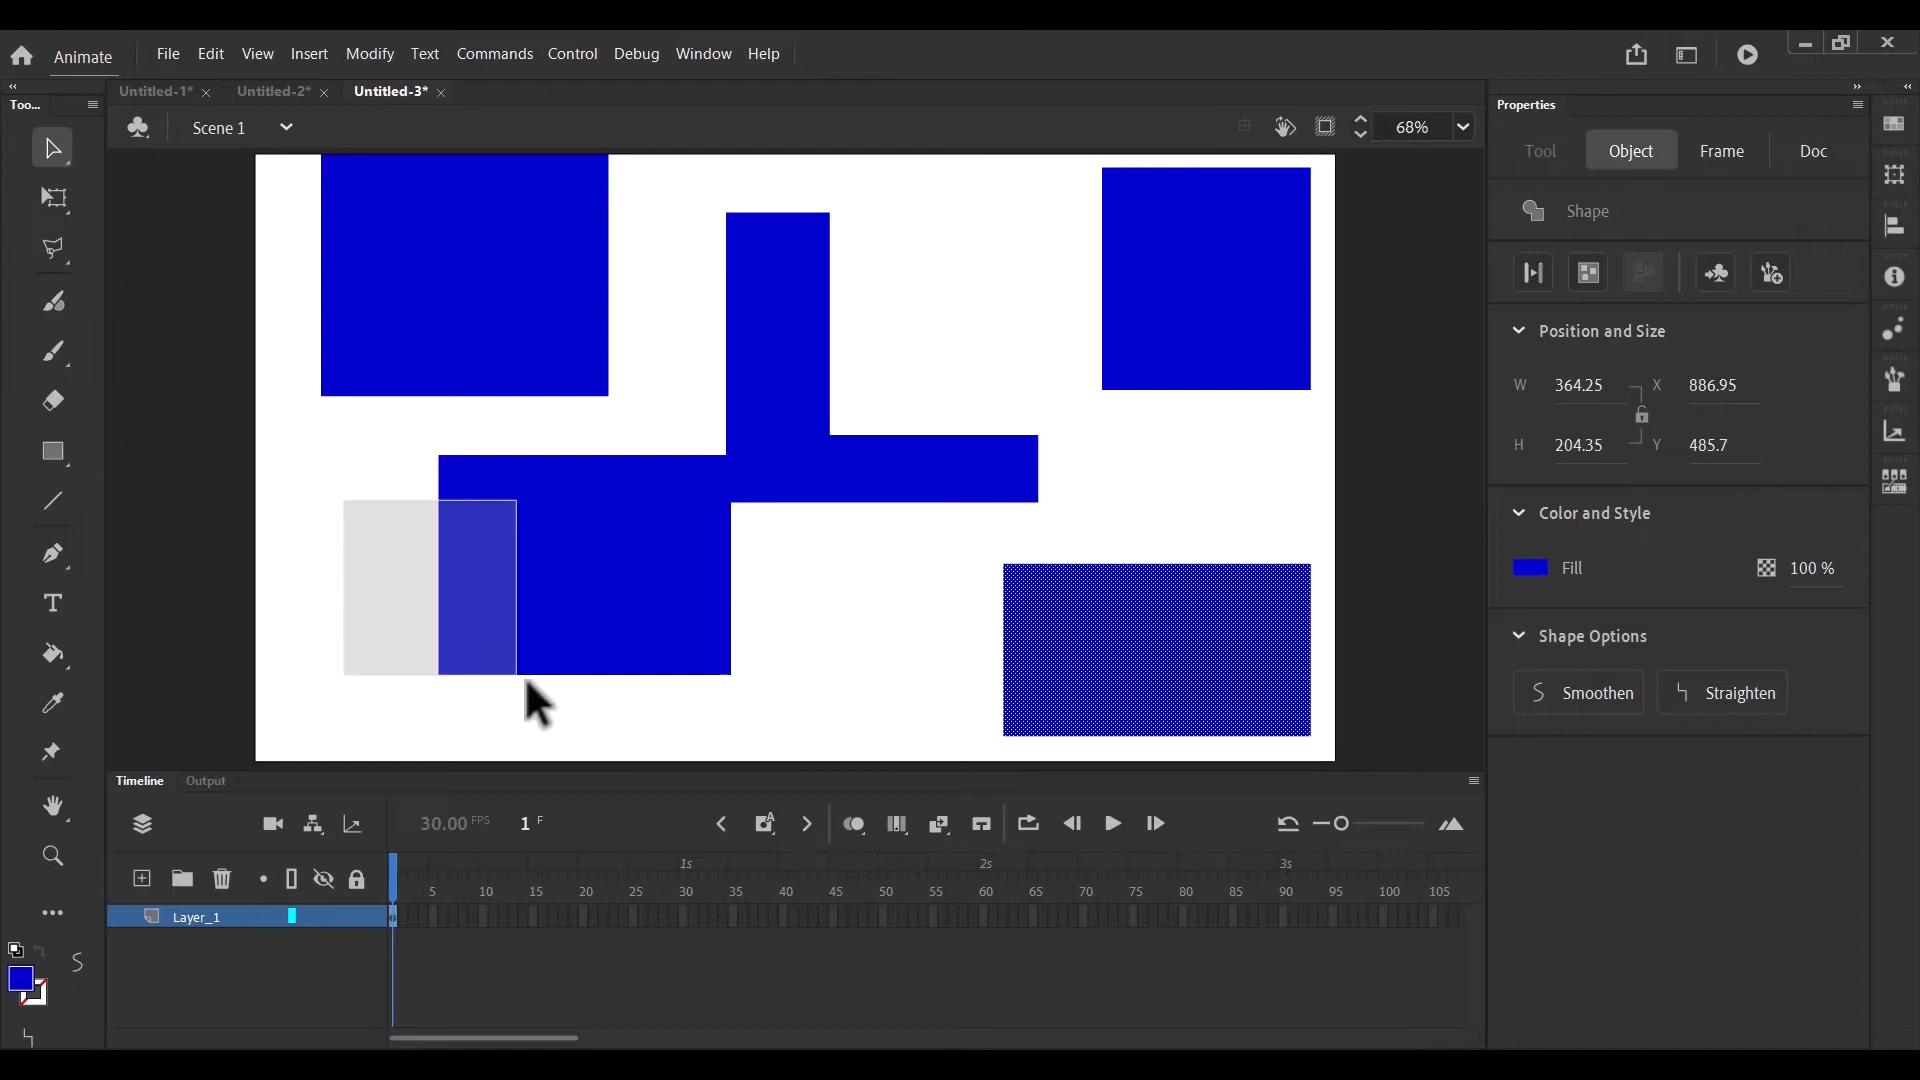 Animate File Edit View Insert Modify Text Commands Control Debug Window Help
Too... Untitled-1* Untitled-2* Untitled-3* Properties
Scene 1 68%
Tool Object Frame Doc
Shape
Position and Size
W 364.25 X 886.95
H 204.35 Y 485.7
Color and Style
Fill 100 %
Shape Options
Smoothen Straighten
Timeline Output
30.00 FPS 1 F
1s 2s 3s
5 10 15 20 25 30 35 40 45 50 55 60 65 70 75 80 85 90 95 100 105
Layer_1